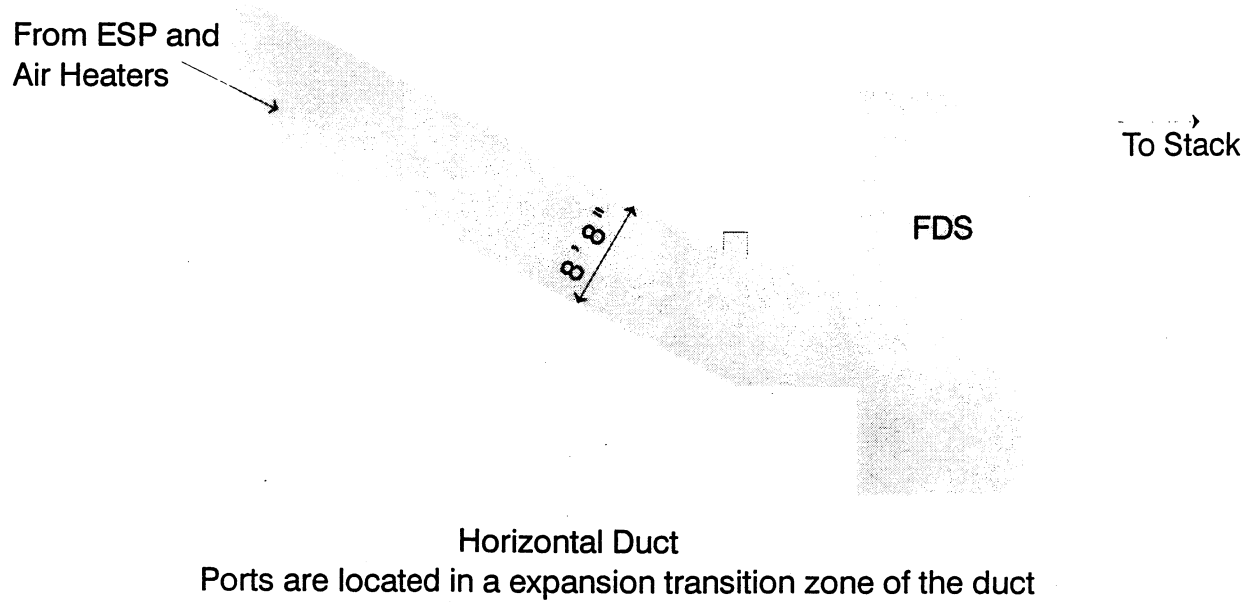 From ESP and
Air Heaters
To Stack
8'8"
FDS
Horizontal Duct
Ports are located in a expansion transition zone of the duct